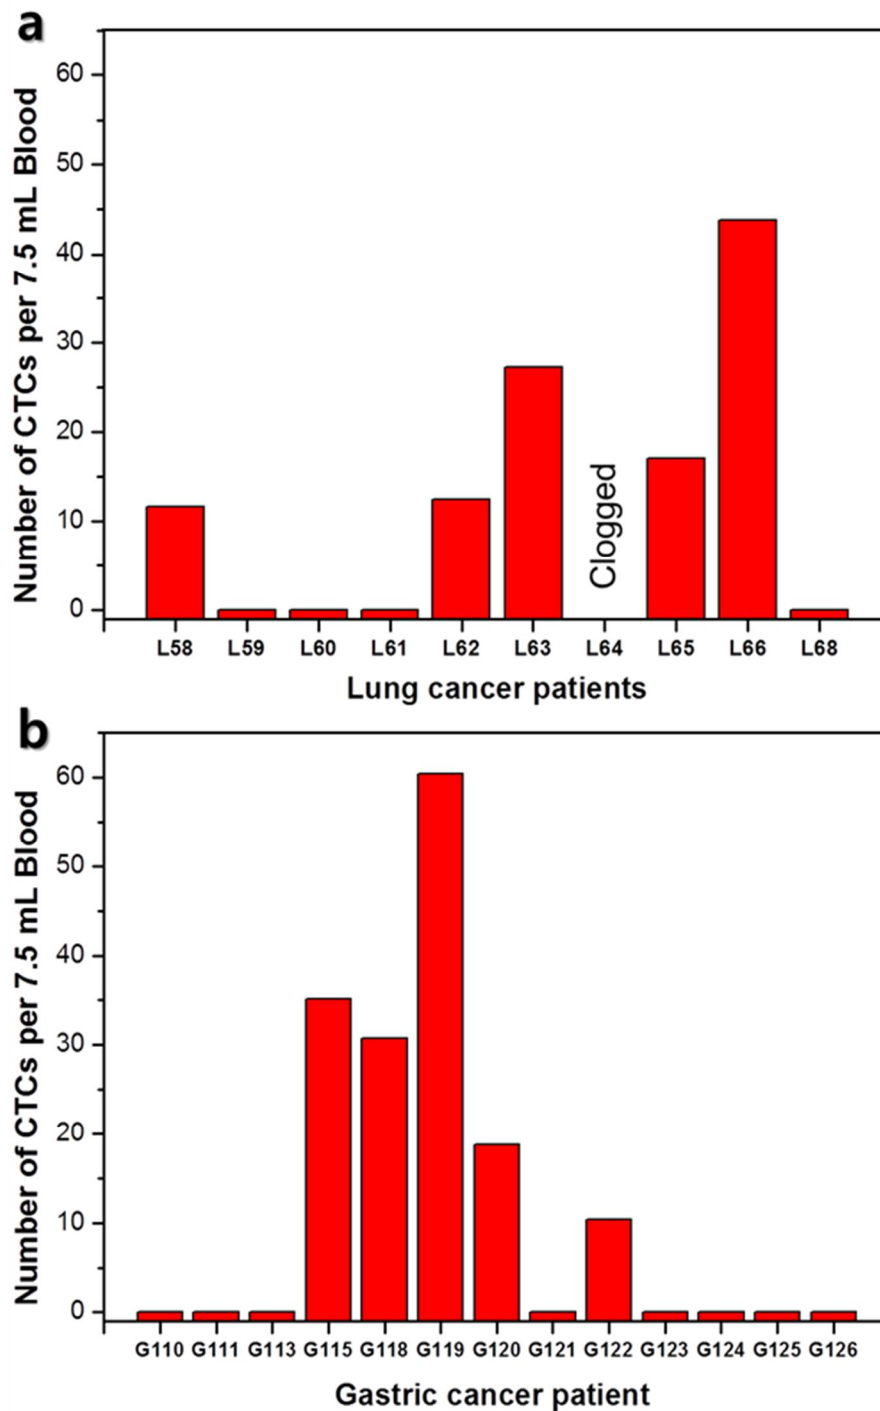 a
Number of CTCs per 7.5 mL Blood
60
50
40
30
20
10
0
Clogged
L58 L59 L60 L61 L62 L63 L64 L65 L66 L68
Lung cancer patients
b
Number of CTCs per 7.5 mL Blood
60
50
40
30
20
10
0
G110 G111 G113 G115 G118 G119 G120 G121 G122 G123 G124 G125 G126
Gastric cancer patient